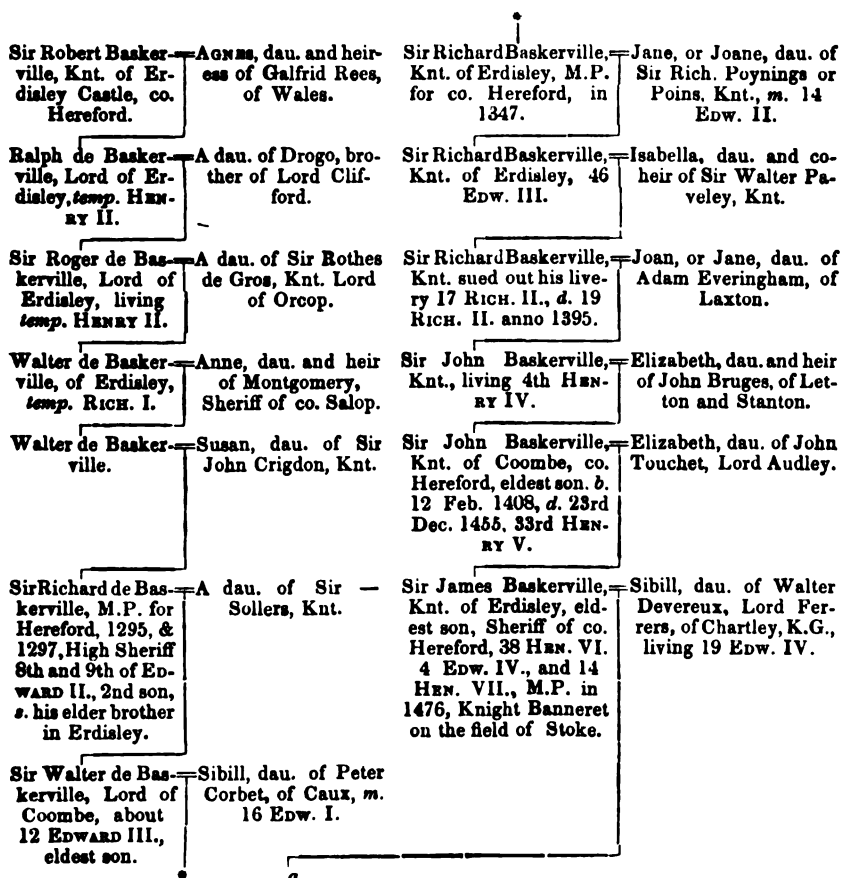 Sir Robert Basker-
ville, Knt. of Er-
disley Castle, co.
Hereford.
AGNES, dau. and heir-
ess of Galfrid Rees,
of Wales.
Ralph de Basker-
ville, Lord of Er-
disley, temp. HEN-
RY II.
A dau. of Drogo, bro-
ther of Lord Clif-
ford.
Sir Roger de Bas-
kerville, Lord of
Erdisley, living
temp. HENRY II.
A dau. of Sir Rothes
de Gros, Knt. Lord
of Orcop.
Walter de Basker-
ville, of Erdisley,
temp. RICH. I.
Anne, dau. and heir
of Montgomery,
Sheriff of co. Salop.
Walter de Basker-
ville.
Susan, dau. of Sir
John Crigdon, Knt.
Sir Richard de Bas-
kerville, M.P. for
Hereford, 1295, &
1297, High Sheriff
8th and 9th of ED-
WARD II., 2nd son,
s. his elder brother
in Erdisley.
A dau. of Sir —
Sollers, Knt.
Sir Walter de Bas-
kerville, Lord of
Coombe, about
12 EDWARD III.,
eldest son.
Sibill, dau. of Peter
Corbet, of Caux, m.
16 EDW. I.
*
*
Sir Richard Baskerville,
Knt. of Erdisley, M.P.
for co. Hereford, in
1347.
Jane, or Joane, dau. of
Sir Rich. Poynings or
Poins, Knt., m. 14
EDW. II.
Sir Richard Baskerville,
Knt. of Erdisley, 46
EDW. III.
Isabella, dau. and co-
heir of Sir Walter Pa-
veley, Knt.
Sir Richard Baskerville,
Knt. sued out his live-
ry 17 RICH. II., d. 19
RICH. II. anno 1395.
Joan, or Jane, dau. of
Adam Everingham, of
Laxton.
Sir John Baskerville,
Knt., living 4th HEN-
RY IV.
Elizabeth, dau. and heir
of John Bruges, of Let-
ton and Stanton.
Sir John Baskerville,
Knt. of Coombe, co.
Hereford, eldest son. b.
12 Feb. 1408, d. 23rd
Dec. 1455, 33rd HEN-
RY V.
Elizabeth, dau. of John
Touchet, Lord Audley.
Sir James Baskerville,
Knt. of Erdisley, eld-
est son, Sheriff of co.
Hereford, 38 HEN. VI.
4 EDW. IV., and 14
HEN. VII., M.P. in
1476, Knight Banneret
on the field of Stoke.
Sibill, dau. of Walter
Devereux, Lord Fer-
rers, of Chartley, K.G.,
living 19 EDW. IV.
a